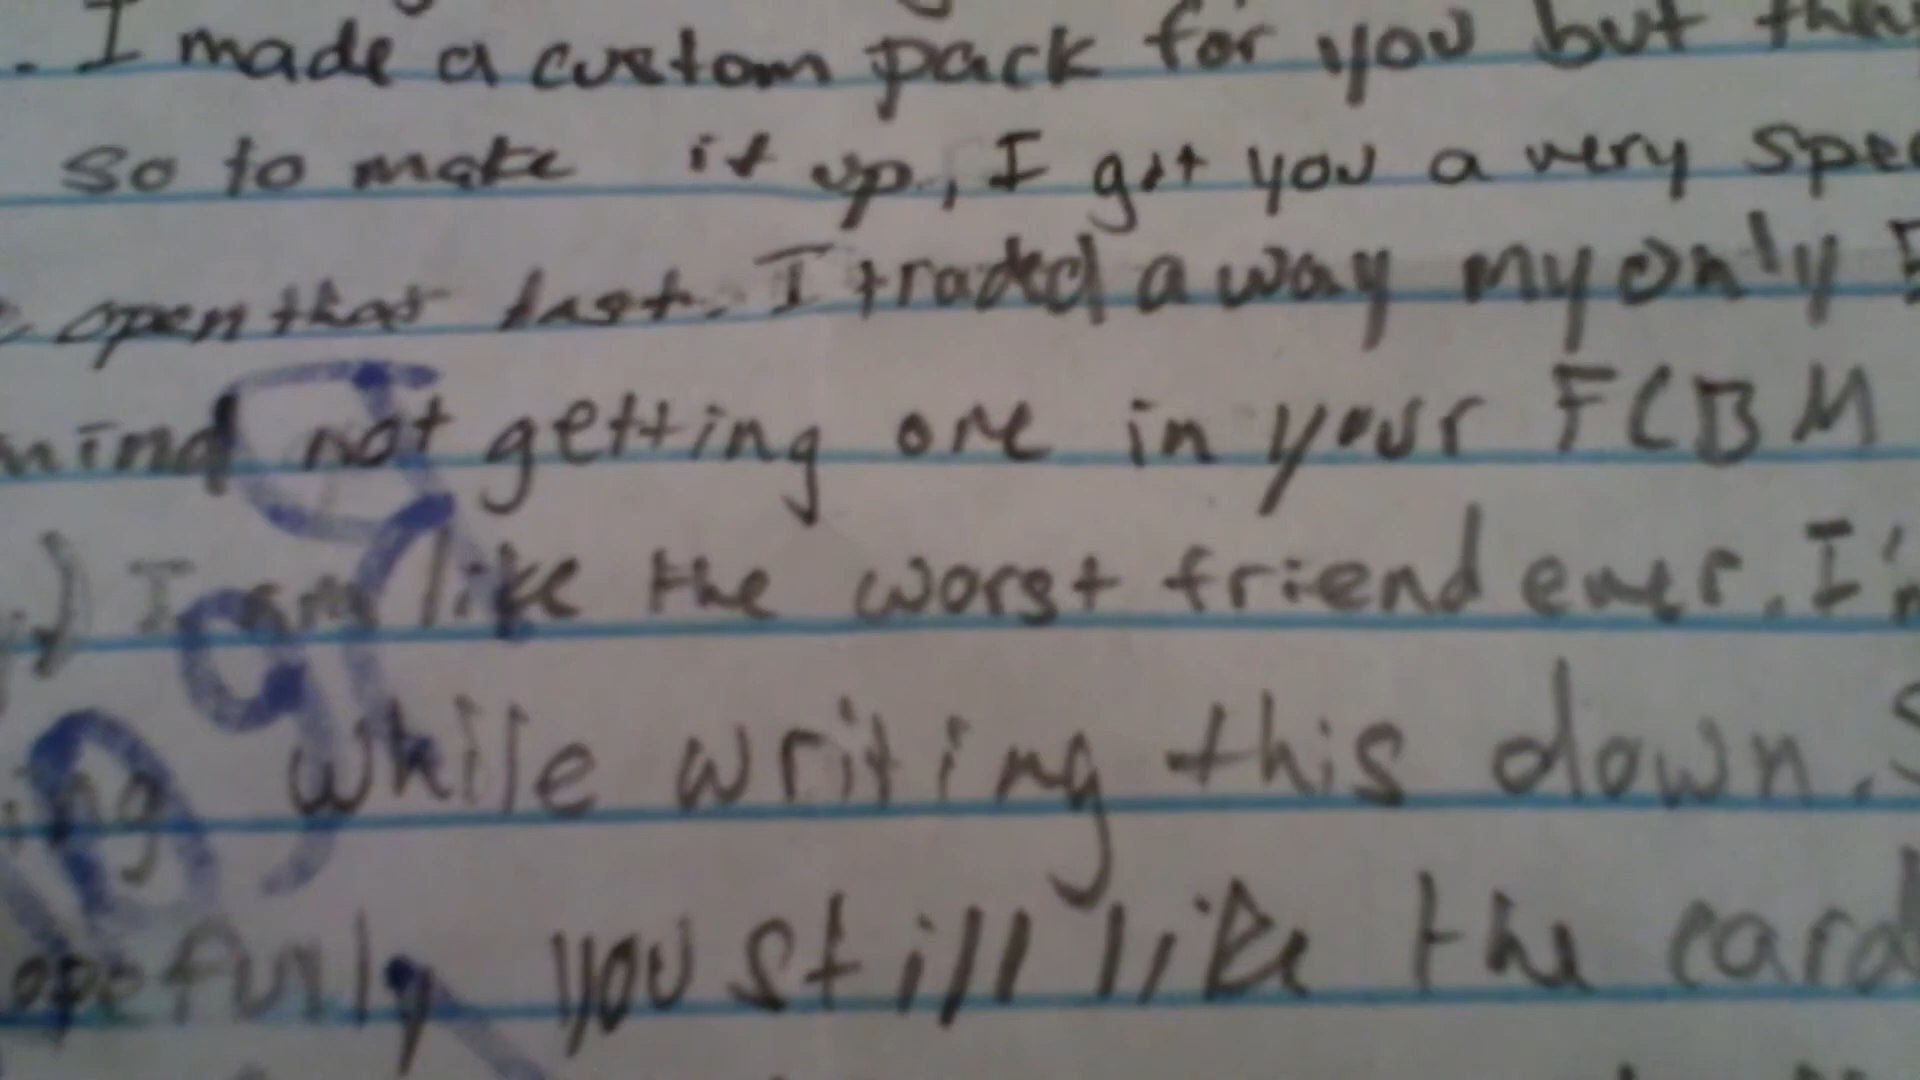 . I made a custom pack for you but
so to make it up, I got you a very
open that last. I traded away my only
mind not getting one in your FCBM
I am like the worst friend ever. I'm
while writing this down.
you still like the card